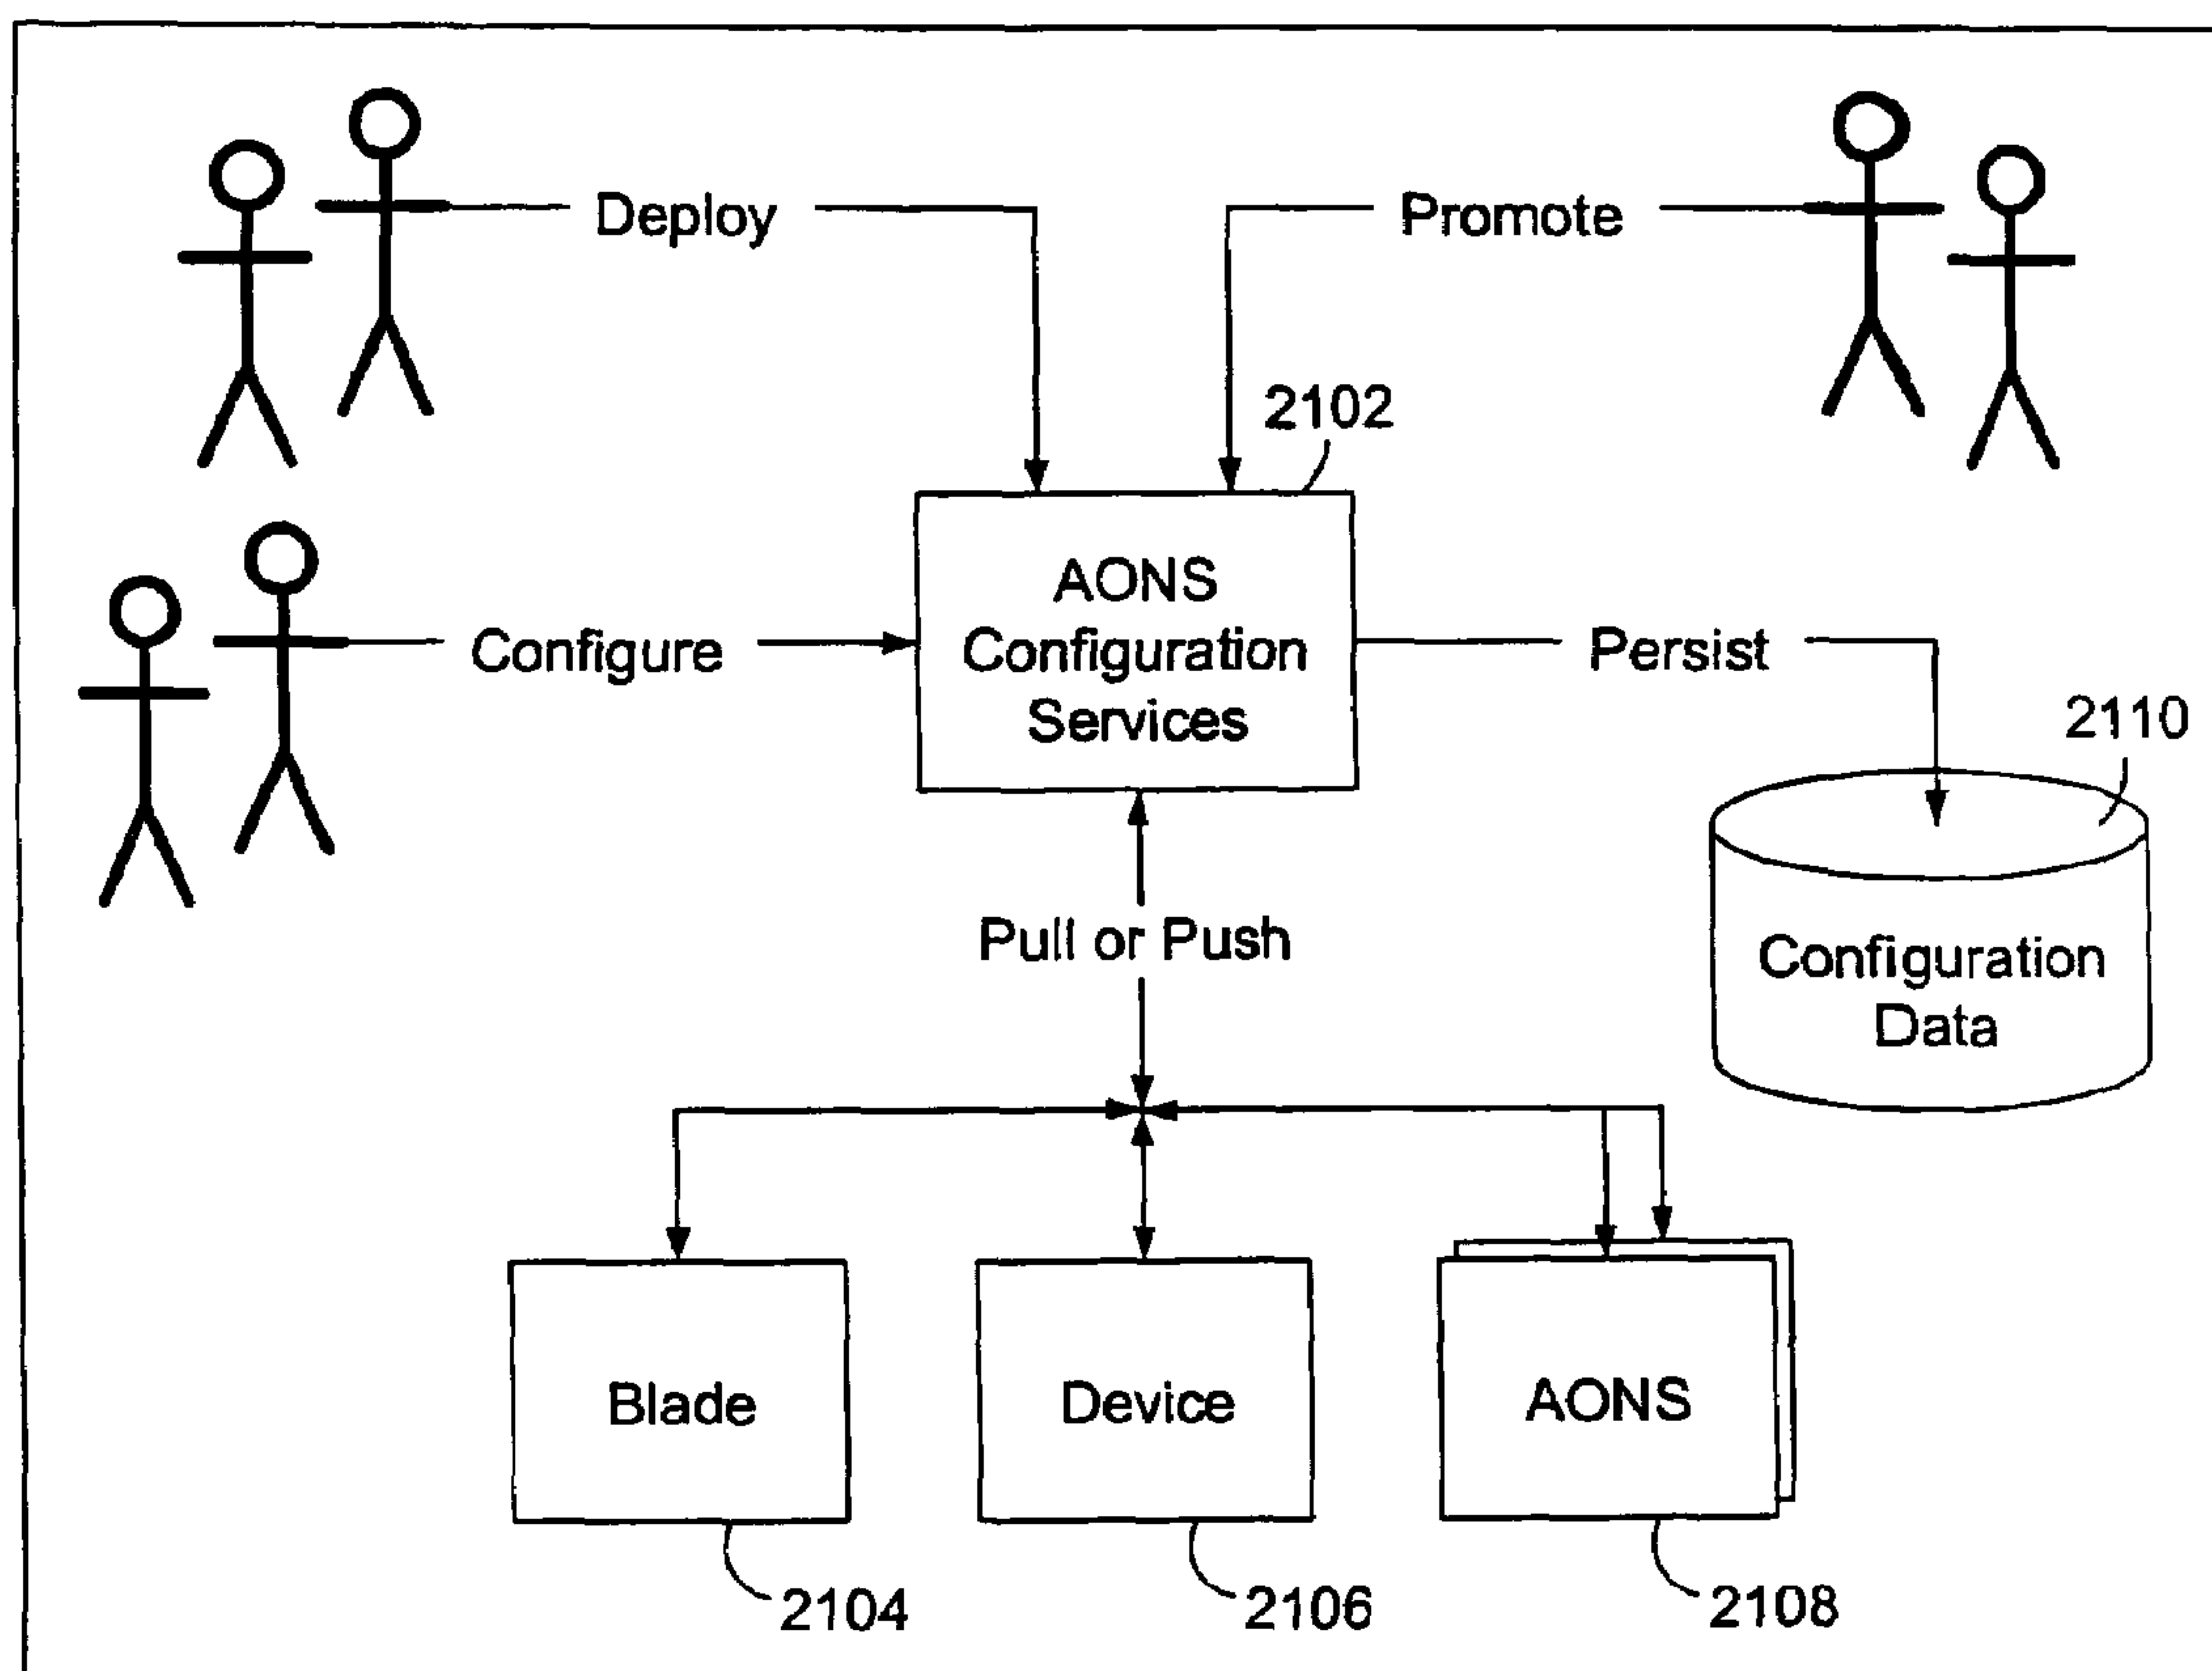 Deploy
Promote
2102
AONS
Configuration
Services
Configure
Persist
2110
Pull or Push
Configuration
Data
Blade
Device
AONS
2104
2106
2108